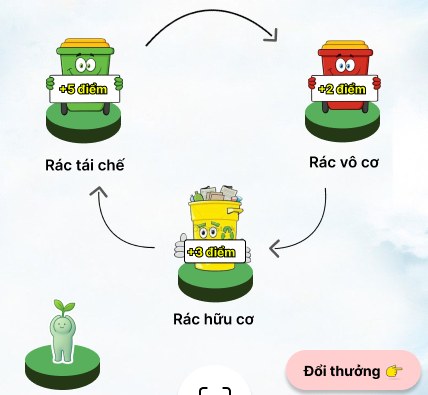 +5 điểm
+2 điểm
Rác tái chế
Rác vô cơ
+3 điểm
Rác hữu cơ
Đổi thưởng 👉